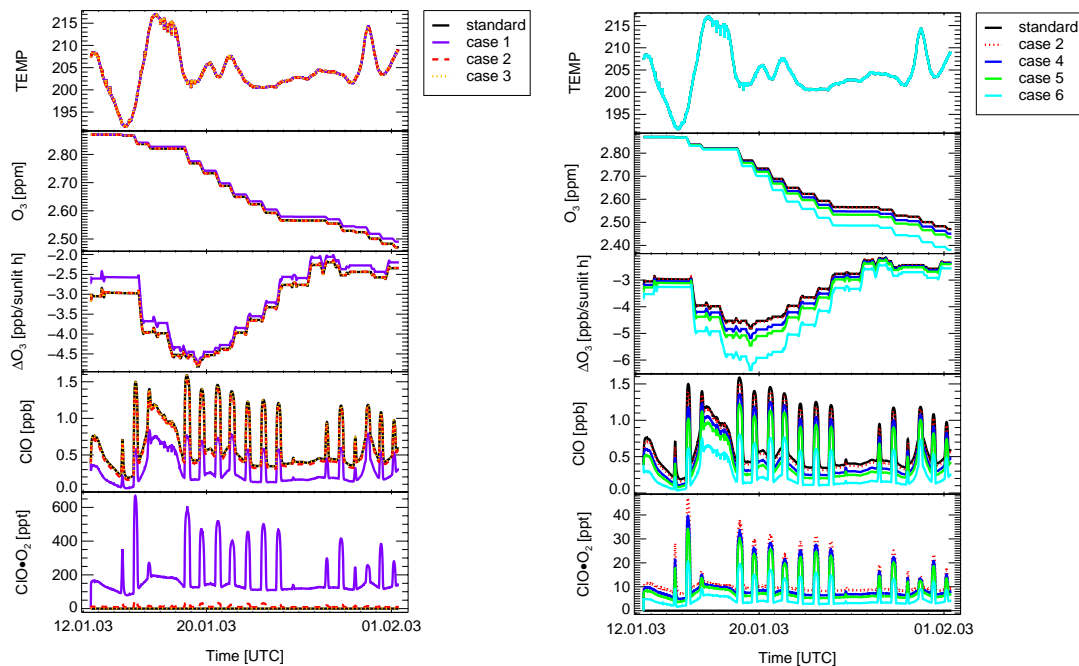 215
210
205
200
195
TEMP
2.80
2.70
2.60
2.50
O3 [ppm]
−2.0
−2.5
−3.0
−3.5
−4.0
−4.5
ΔO3 [ppb/sunlit h]
1.5
1.0
0.5
0.0
ClO [ppb]
600
400
200
0
ClO●O2 [ppt]
12.01.03 20.01.03 01.02.03
Time [UTC]
standard
case 1
case 2
case 3
215
210
205
200
195
TEMP
2.80
2.70
2.60
2.50
2.40
O3 [ppm]
−3
−4
−5
−6
ΔO3 [ppb/sunlit h]
1.5
1.0
0.5
0.0
ClO [ppb]
40
30
20
10
0
ClO●O2 [ppt]
12.01.03 20.01.03 01.02.03
Time [UTC]
standard
case 2
case 4
case 5
case 6